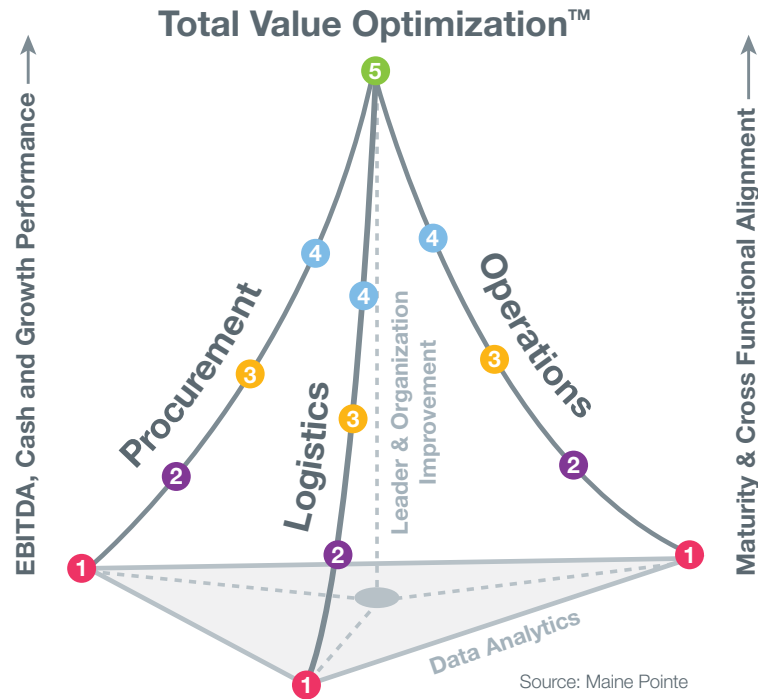 Total Value Optimization™
EBITDA, Cash and Growth Performance
Maturity & Cross Functional Alignment
5
4
4
4
Procurement
Logistics
Operations
Leader & Organization
Improvement
3
3
3
2
2
2
1
1
1
Data Analytics
Source: Maine Pointe